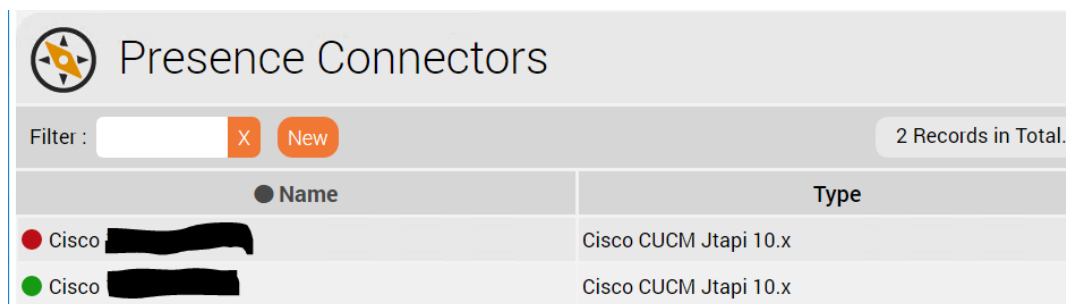 Presence Connectors
Filter : X New 2 Records in Total.
Name Type
Cisco Cisco CUCM Jtapi 10.x
Cisco Cisco CUCM Jtapi 10.x